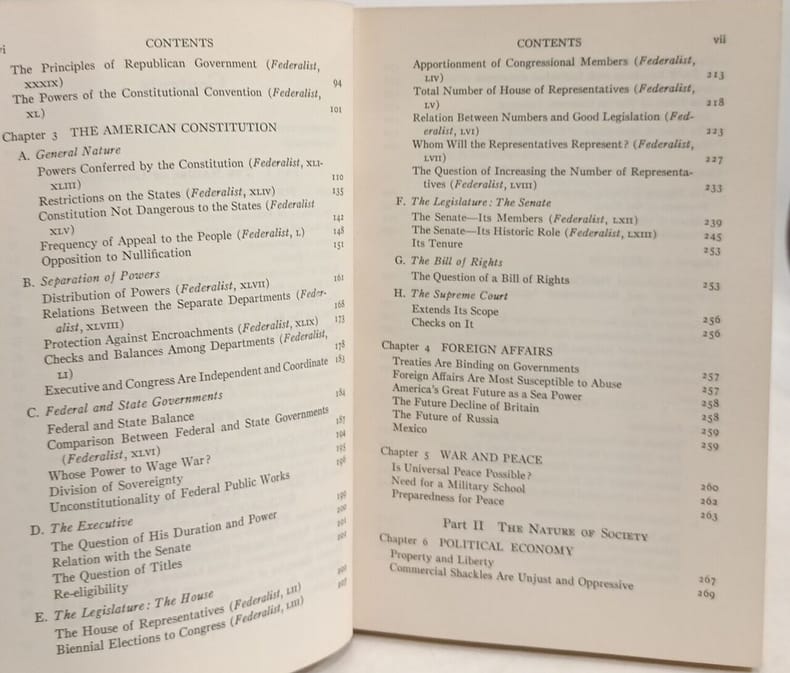 vi
CONTENTS
The Principles of Republican Government (Federalist,
XXXIX) 94
The Powers of the Constitutional Convention (Federalist,
XL) 101
Chapter 3 THE AMERICAN CONSTITUTION
A. General Nature
Powers Conferred by the Constitution (Federalist, XLI-
XLIII) 110
Restrictions on the States (Federalist, XLIV) 135
Constitution Not Dangerous to the States (Federalist
XLV) 142
Frequency of Appeal to the People (Federalist, L) 148
Opposition to Nullification 151
B. Separation of Powers
Distribution of Powers (Federalist, XLVII) 161
Relations Between the Separate Departments (Feder-
alist, XLVIII) 168
Protection Against Encroachments (Federalist, XLIX) 173
Checks and Balances Among Departments (Federalist,
LI) 178
Executive and Congress Are Independent and Coordinate 183
C. Federal and State Governments
Federal and State Balance 184
Comparison Between Federal and State Governments
(Federalist, XLVI) 187
Whose Power to Wage War? 194
Division of Sovereignty 195
Unconstitutionality of Federal Public Works 196
D. The Executive
The Question of His Duration and Power 199
Relation with the Senate 200
The Question of Titles
Re-eligibility
E. The Legislature: The House
The House of Representatives (Federalist, LII)
Biennial Elections to Congress (Federalist, LIII)
CONTENTS
vii
Apportionment of Congressional Members (Federalist,
LIV) 213
Total Number of House of Representatives (Federalist,
LV) 218
Relation Between Numbers and Good Legislation (Fed-
eralist, LVI) 223
Whom Will the Representatives Represent? (Federalist,
LVII) 227
The Question of Increasing the Number of Representa-
tives (Federalist, LVIII) 233
F. The Legislature: The Senate
The Senate—Its Members (Federalist, LXII) 239
The Senate—Its Historic Role (Federalist, LXIII) 245
Its Tenure 253
G. The Bill of Rights
The Question of a Bill of Rights 253
H. The Supreme Court
Extends Its Scope 256
Checks on It 256
Chapter 4 FOREIGN AFFAIRS
Treaties Are Binding on Governments 257
Foreign Affairs Are Most Susceptible to Abuse 257
America's Great Future as a Sea Power 258
The Future Decline of Britain 258
The Future of Russia 259
Mexico 259
Chapter 5 WAR AND PEACE
Is Universal Peace Possible? 260
Need for a Military School 262
Preparedness for Peace 263
Part II THE NATURE OF SOCIETY
Chapter 6 POLITICAL ECONOMY
Property and Liberty 267
Commercial Shackles Are Unjust and Oppressive 269